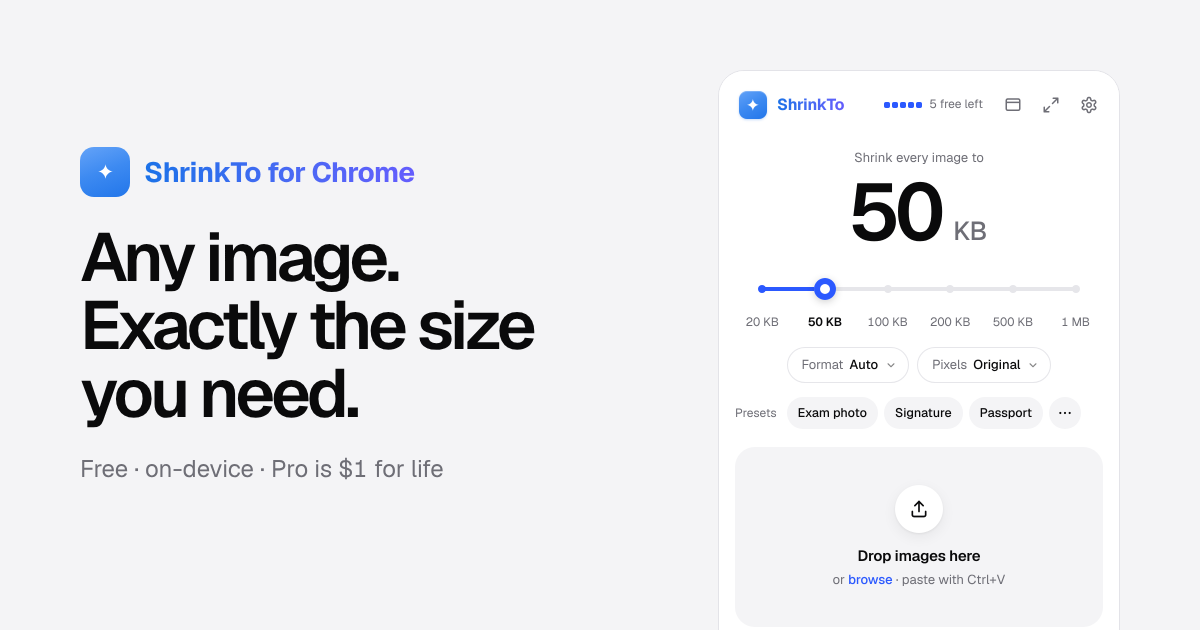 ShrinkTo for Chrome
Any image.
Exactly the size
you need.
Free · on-device · Pro is $1 for life
ShrinkTo
5 free left
Shrink every image to
50 KB
20 KB 50 KB 100 KB 200 KB 500 KB 1 MB
Format Auto Pixels Original
Presets Exam photo Signature Passport ···
Drop images here
or browse · paste with Ctrl+V